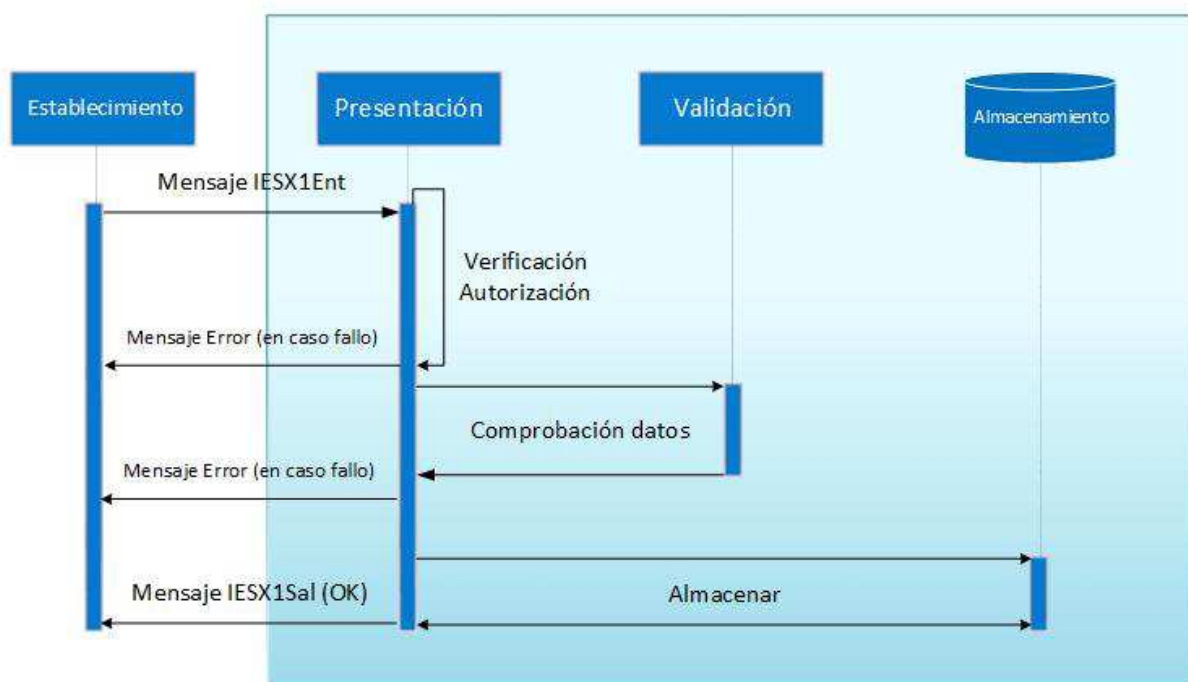 Establecimiento
Presentación
Validación
Almacenamiento
Mensaje IESX1Ent
Verificación
Autorización
Mensaje Error (en caso fallo)
Comprobación datos
Mensaje Error (en caso fallo)
Mensaje IESX1Sal (OK)
Almacenar